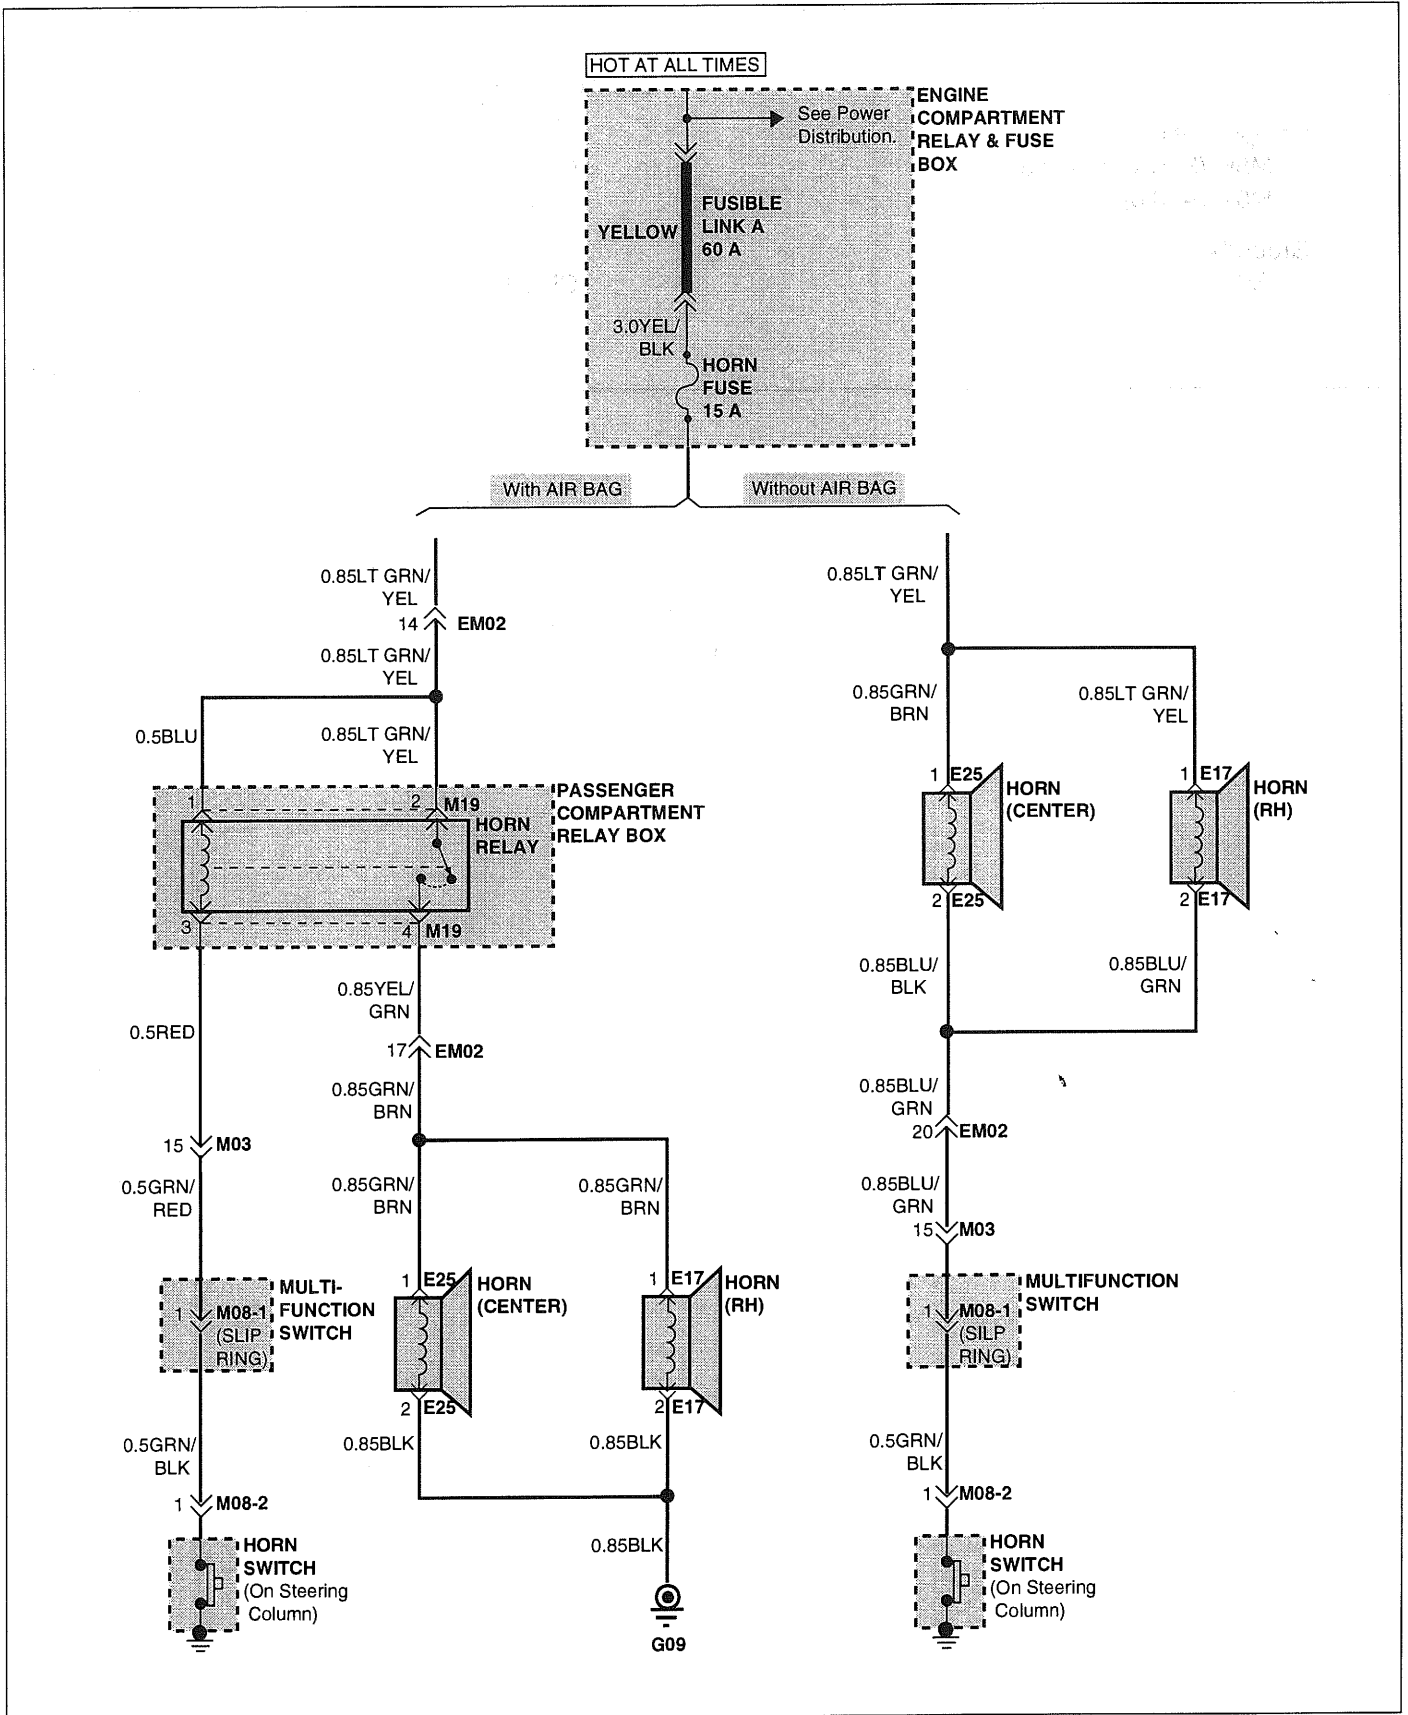 HOT AT ALL TIMES
See Power
Distribution.
ENGINE
COMPARTMENT
RELAY & FUSE
BOX
YELLOW
FUSIBLE
LINK A
60 A
3.0YEL/
BLK
HORN
FUSE
15 A
With AIR BAG
Without AIR BAG
0.85LT GRN/
YEL
14
EM02
0.85LT GRN/
YEL
0.5BLU
0.85LT GRN/
YEL
PASSENGER
COMPARTMENT
RELAY BOX
1
2
M19
HORN
RELAY
3
4
M19
0.85YEL/
GRN
0.5RED
17
EM02
0.85GRN/
BRN
15
M03
0.5GRN/
RED
0.85GRN/
BRN
0.85GRN/
BRN
MULTI-
FUNCTION
SWITCH
1
M08-1
(SLIP
RING)
1
E25
HORN
(CENTER)
2
E25
1
E17
HORN
(RH)
2
E17
0.5GRN/
BLK
0.85BLK
0.85BLK
1
M08-2
HORN
SWITCH
(On Steering
Column)
0.85BLK
G09
0.85LT GRN/
YEL
0.85GRN/
BRN
0.85LT GRN/
YEL
1
E25
HORN
(CENTER)
2
E25
1
E17
HORN
(RH)
2
E17
0.85BLU/
BLK
0.85BLU/
GRN
0.85BLU/
GRN
20
EM02
0.85BLU/
GRN
15
M03
MULTIFUNCTION
SWITCH
1
M08-1
(SILP
RING)
0.5GRN/
BLK
1
M08-2
HORN
SWITCH
(On Steering
Column)